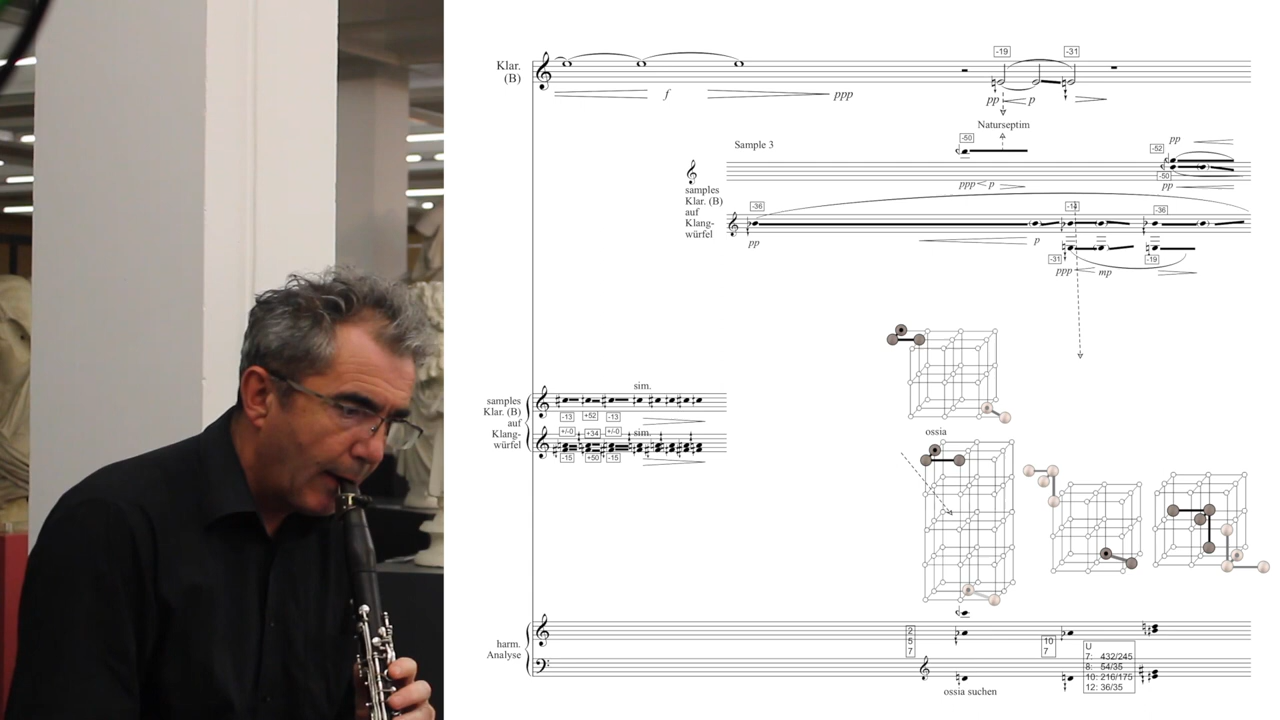 Klar.
(B)
-19
-31
f
ppp
pp
p
Naturseptim
Sample 3
-50
-52
pp
-50
ppp
p
pp
samples
Klar. (B)
auf
Klang-
würfel
-36
-14
-36
pp
p
-31
-19
ppp
mp
samples
Klar. (B)
auf
Klang-
würfel
sim.
-13
+52
-13
+/-0
+34
+/-0
sim.
-15
+50
-15
ossia
harm.
Analyse
2
5
7
10
7
U
7: 432/245
8: 54/35
10: 216/175
12: 36/35
ossia suchen